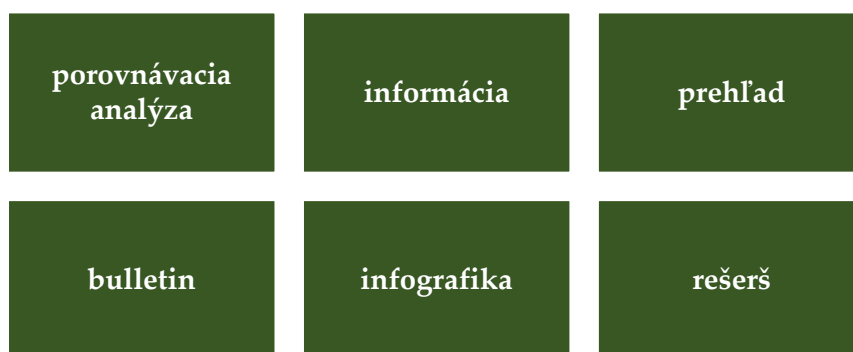 porovnávacia
analýza
informácia
prehľad
bulletin
infografika
rešerš